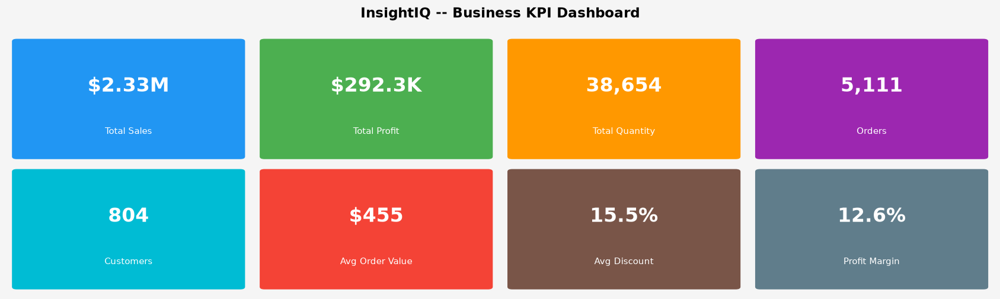 InsightIQ -- Business KPI Dashboard
$2.33M
Total Sales
$292.3K
Total Profit
38,654
Total Quantity
5,111
Orders
804
Customers
$455
Avg Order Value
15.5%
Avg Discount
12.6%
Profit Margin